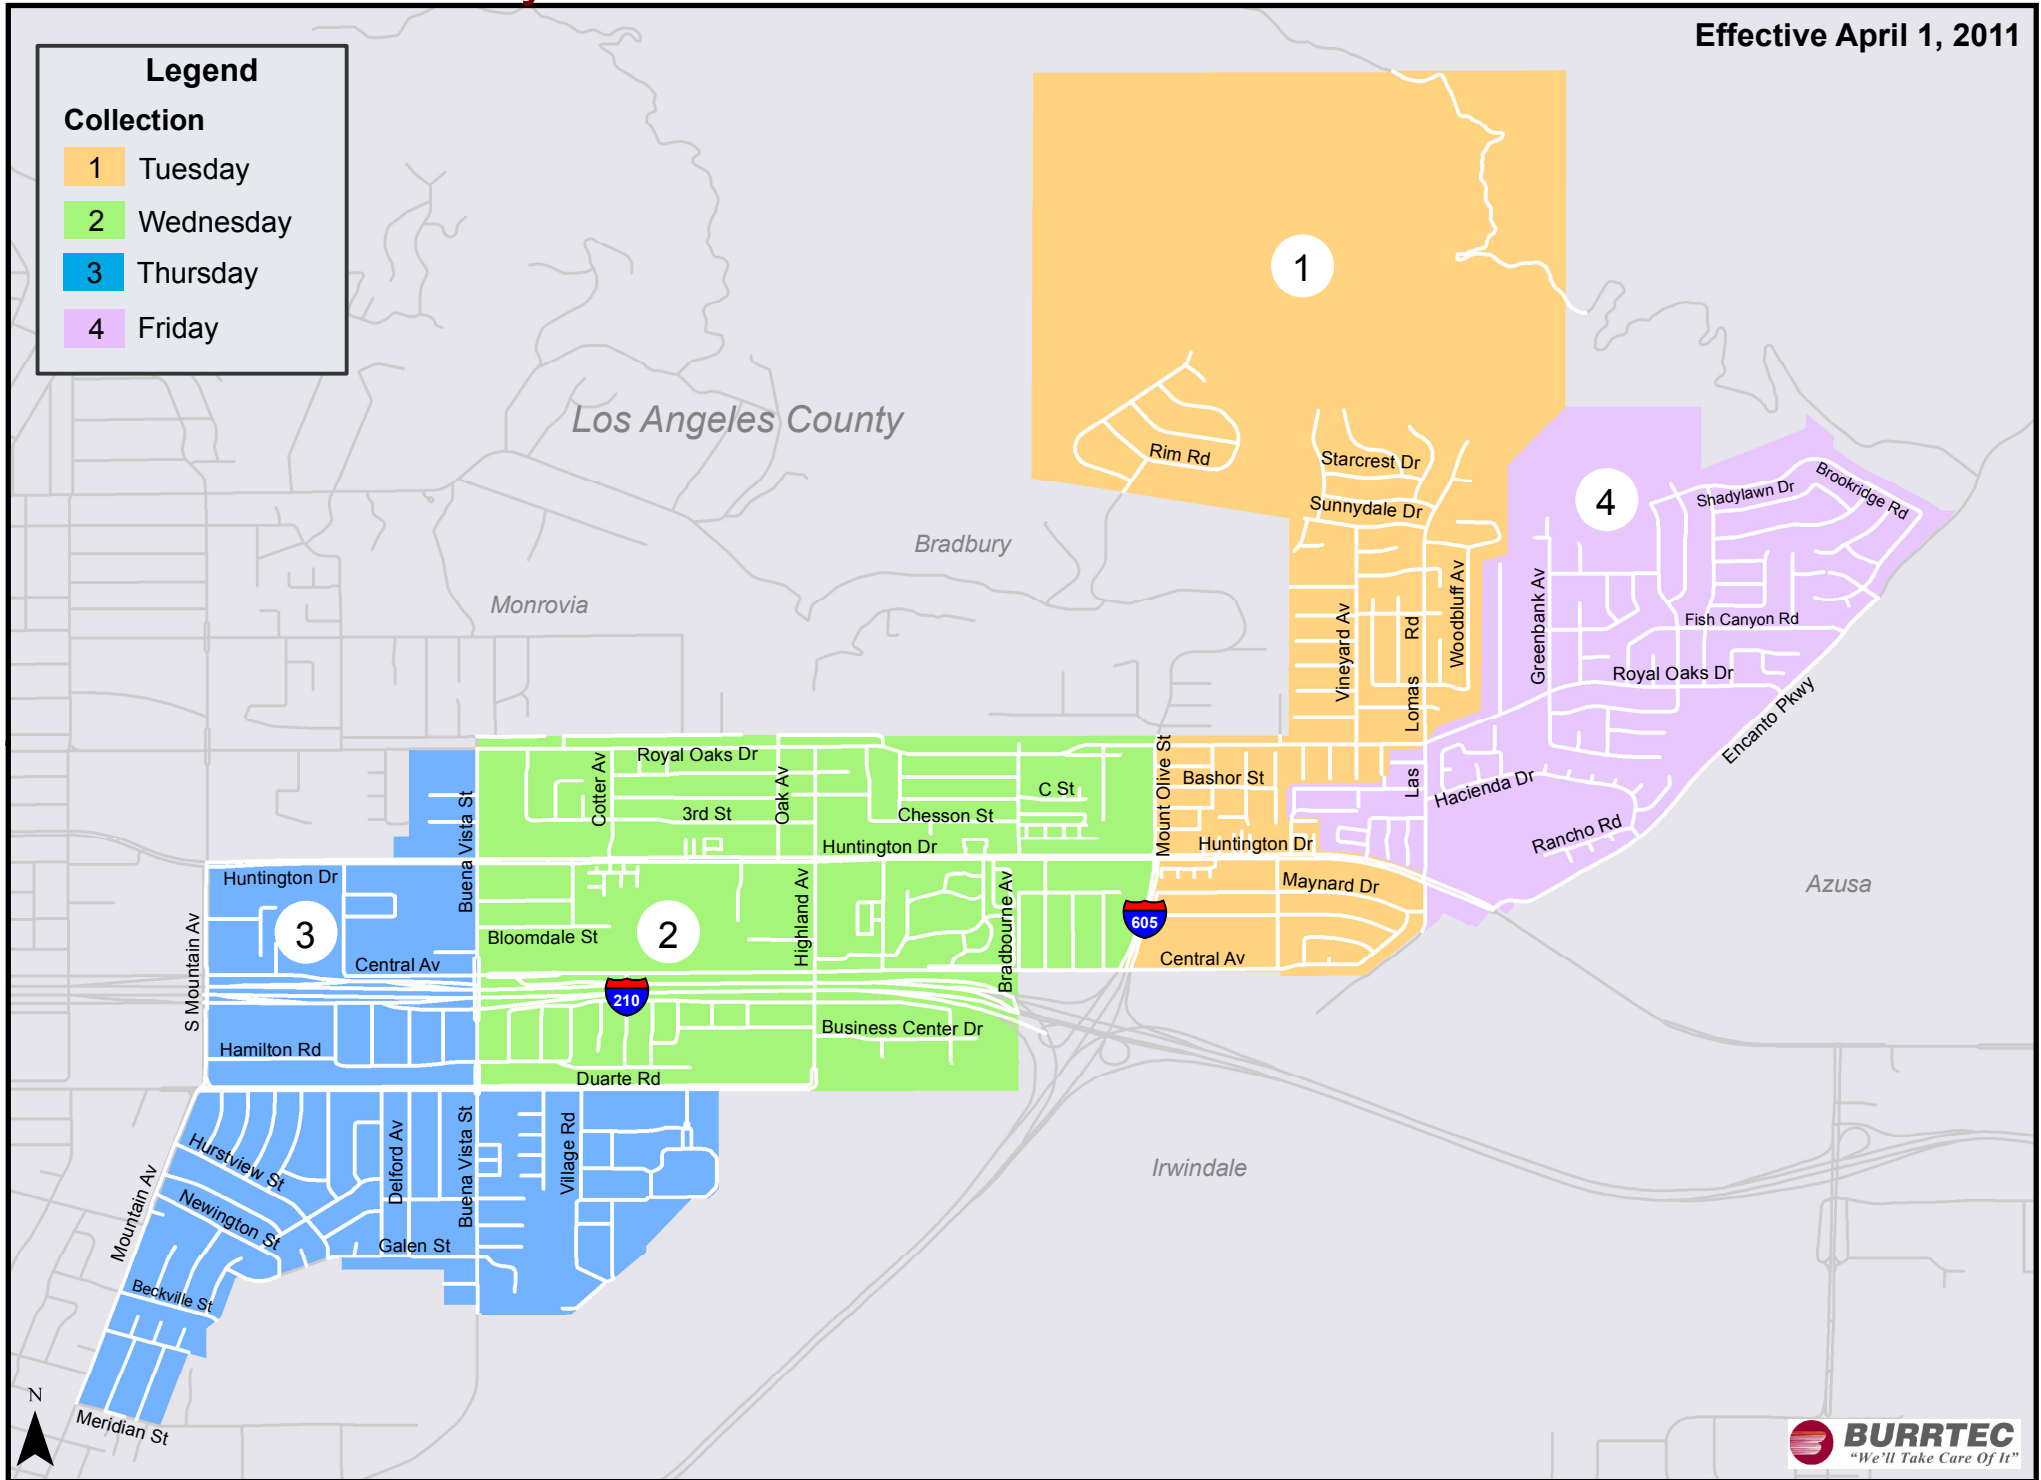 Effective April 1, 2011
Legend
Collection
1 Tuesday
2 Wednesday
3 Thursday
4 Friday
1
Los Angeles County
Rim Rd
Starcrest Dr
Sunnydale Dr
4
Shadylawn Dr
Brookridge Rd
Bradbury
Monrovia
Vineyard Av
Rd
Lomas
Las
Woodbluff Av
Greenbank Av
Fish Canyon Rd
Royal Oaks Dr
Encanto Pkwy
Royal Oaks Dr
Cotter Av
Oak Av
Mount Olive St
Bashor St
C St
Hacienda Dr
Buena Vista St
3rd St
Chesson St
Rancho Rd
Huntington Dr
Huntington Dr
Huntington Dr
Maynard Dr
Azusa
S Mountain Av
3
Bloomdale St
2
Highland Av
Bradbourne Av
605
Central Av
Central Av
210
Business Center Dr
Hamilton Rd
Duarte Rd
Hurstview St
Delford Av
Buena Vista St
Village Rd
Irwindale
Mountain Av
Newington St
Galen St
Beckville St
N
Meridian St
BURRTEC
“We’ll Take Care Of It”